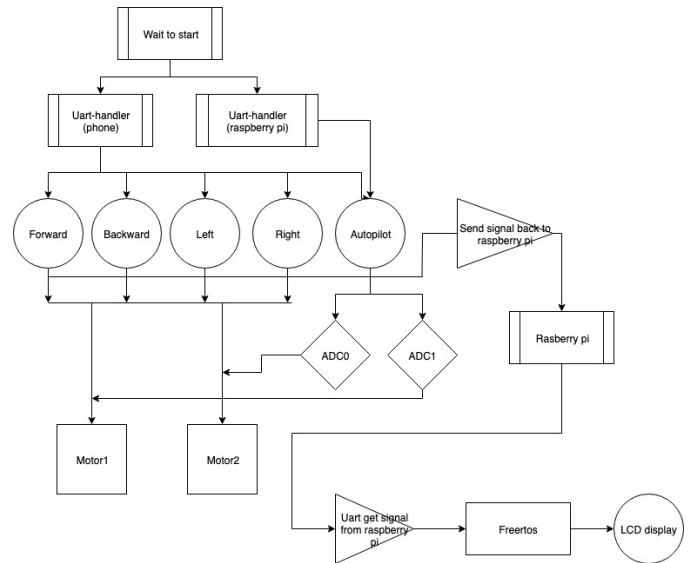 Wait to start
Uart-handler
(phone)
Uart-handler
(raspberry pi)
Forward
Backward
Left
Right
Autopilot
Send signal back to
raspberry pi
ADC0
ADC1
Rasberry pi
Motor1
Motor2
Uart get signal
from raspberry
pi
Freertos
LCD display